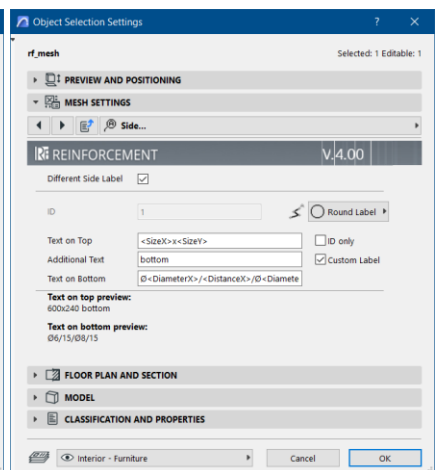 Object Selection Settings ? ×
rf_mesh Selected: 1 Editable: 1
PREVIEW AND POSITIONING
MESH SETTINGS
Side...
REINFORCEMENT V.4.00
Different Side Label
ID 1 Round Label
Text on Top <SizeX>x<SizeY> ID only
Additional Text bottom Custom Label
Text on Bottom Ø<DiameterX>/<DistanceX>/Ø<Diamete
Text on top preview:
600x240 bottom
Text on bottom preview:
Ø6/15/Ø8/15
FLOOR PLAN AND SECTION
MODEL
CLASSIFICATION AND PROPERTIES
Interior - Furniture Cancel OK